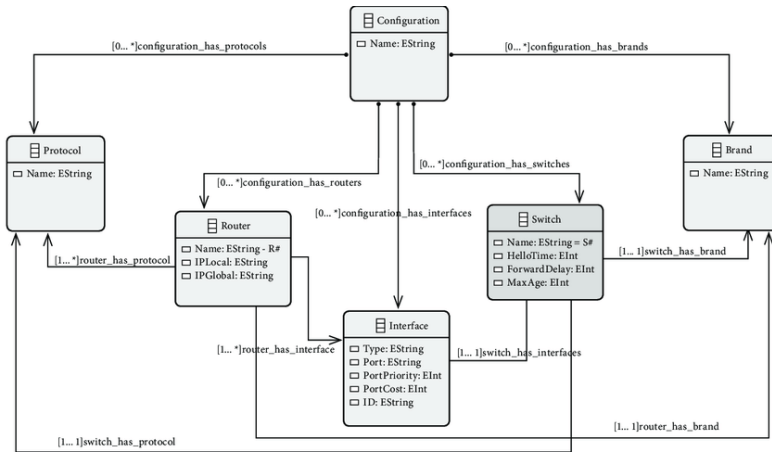 Configuration
Name: EString
[0... *]configuration_has_protocols
[0... *]configuration_has_brands
Protocol
Name: EString
Brand
Name: EString
[0... *]configuration_has_routers
[0... *]configuration_has_switches
[0... *]configuration_has_interfaces
Router
Name: EString - R#
IPLocal: EString
IPGlobal: EString
Switch
Name: EString = S#
HelloTime: EInt
ForwardDelay: EInt
MaxAge: EInt
[1... *]router_has_protocol
[1... 1]switch_has_brand
Interface
Type: EString
Port: EString
PortPriority: EInt
PortCost: EInt
ID: EString
[1... *]router_has_interface
[1... 1]switch_has_interfaces
[1... 1]switch_has_protocol
[1... 1]router_has_brand